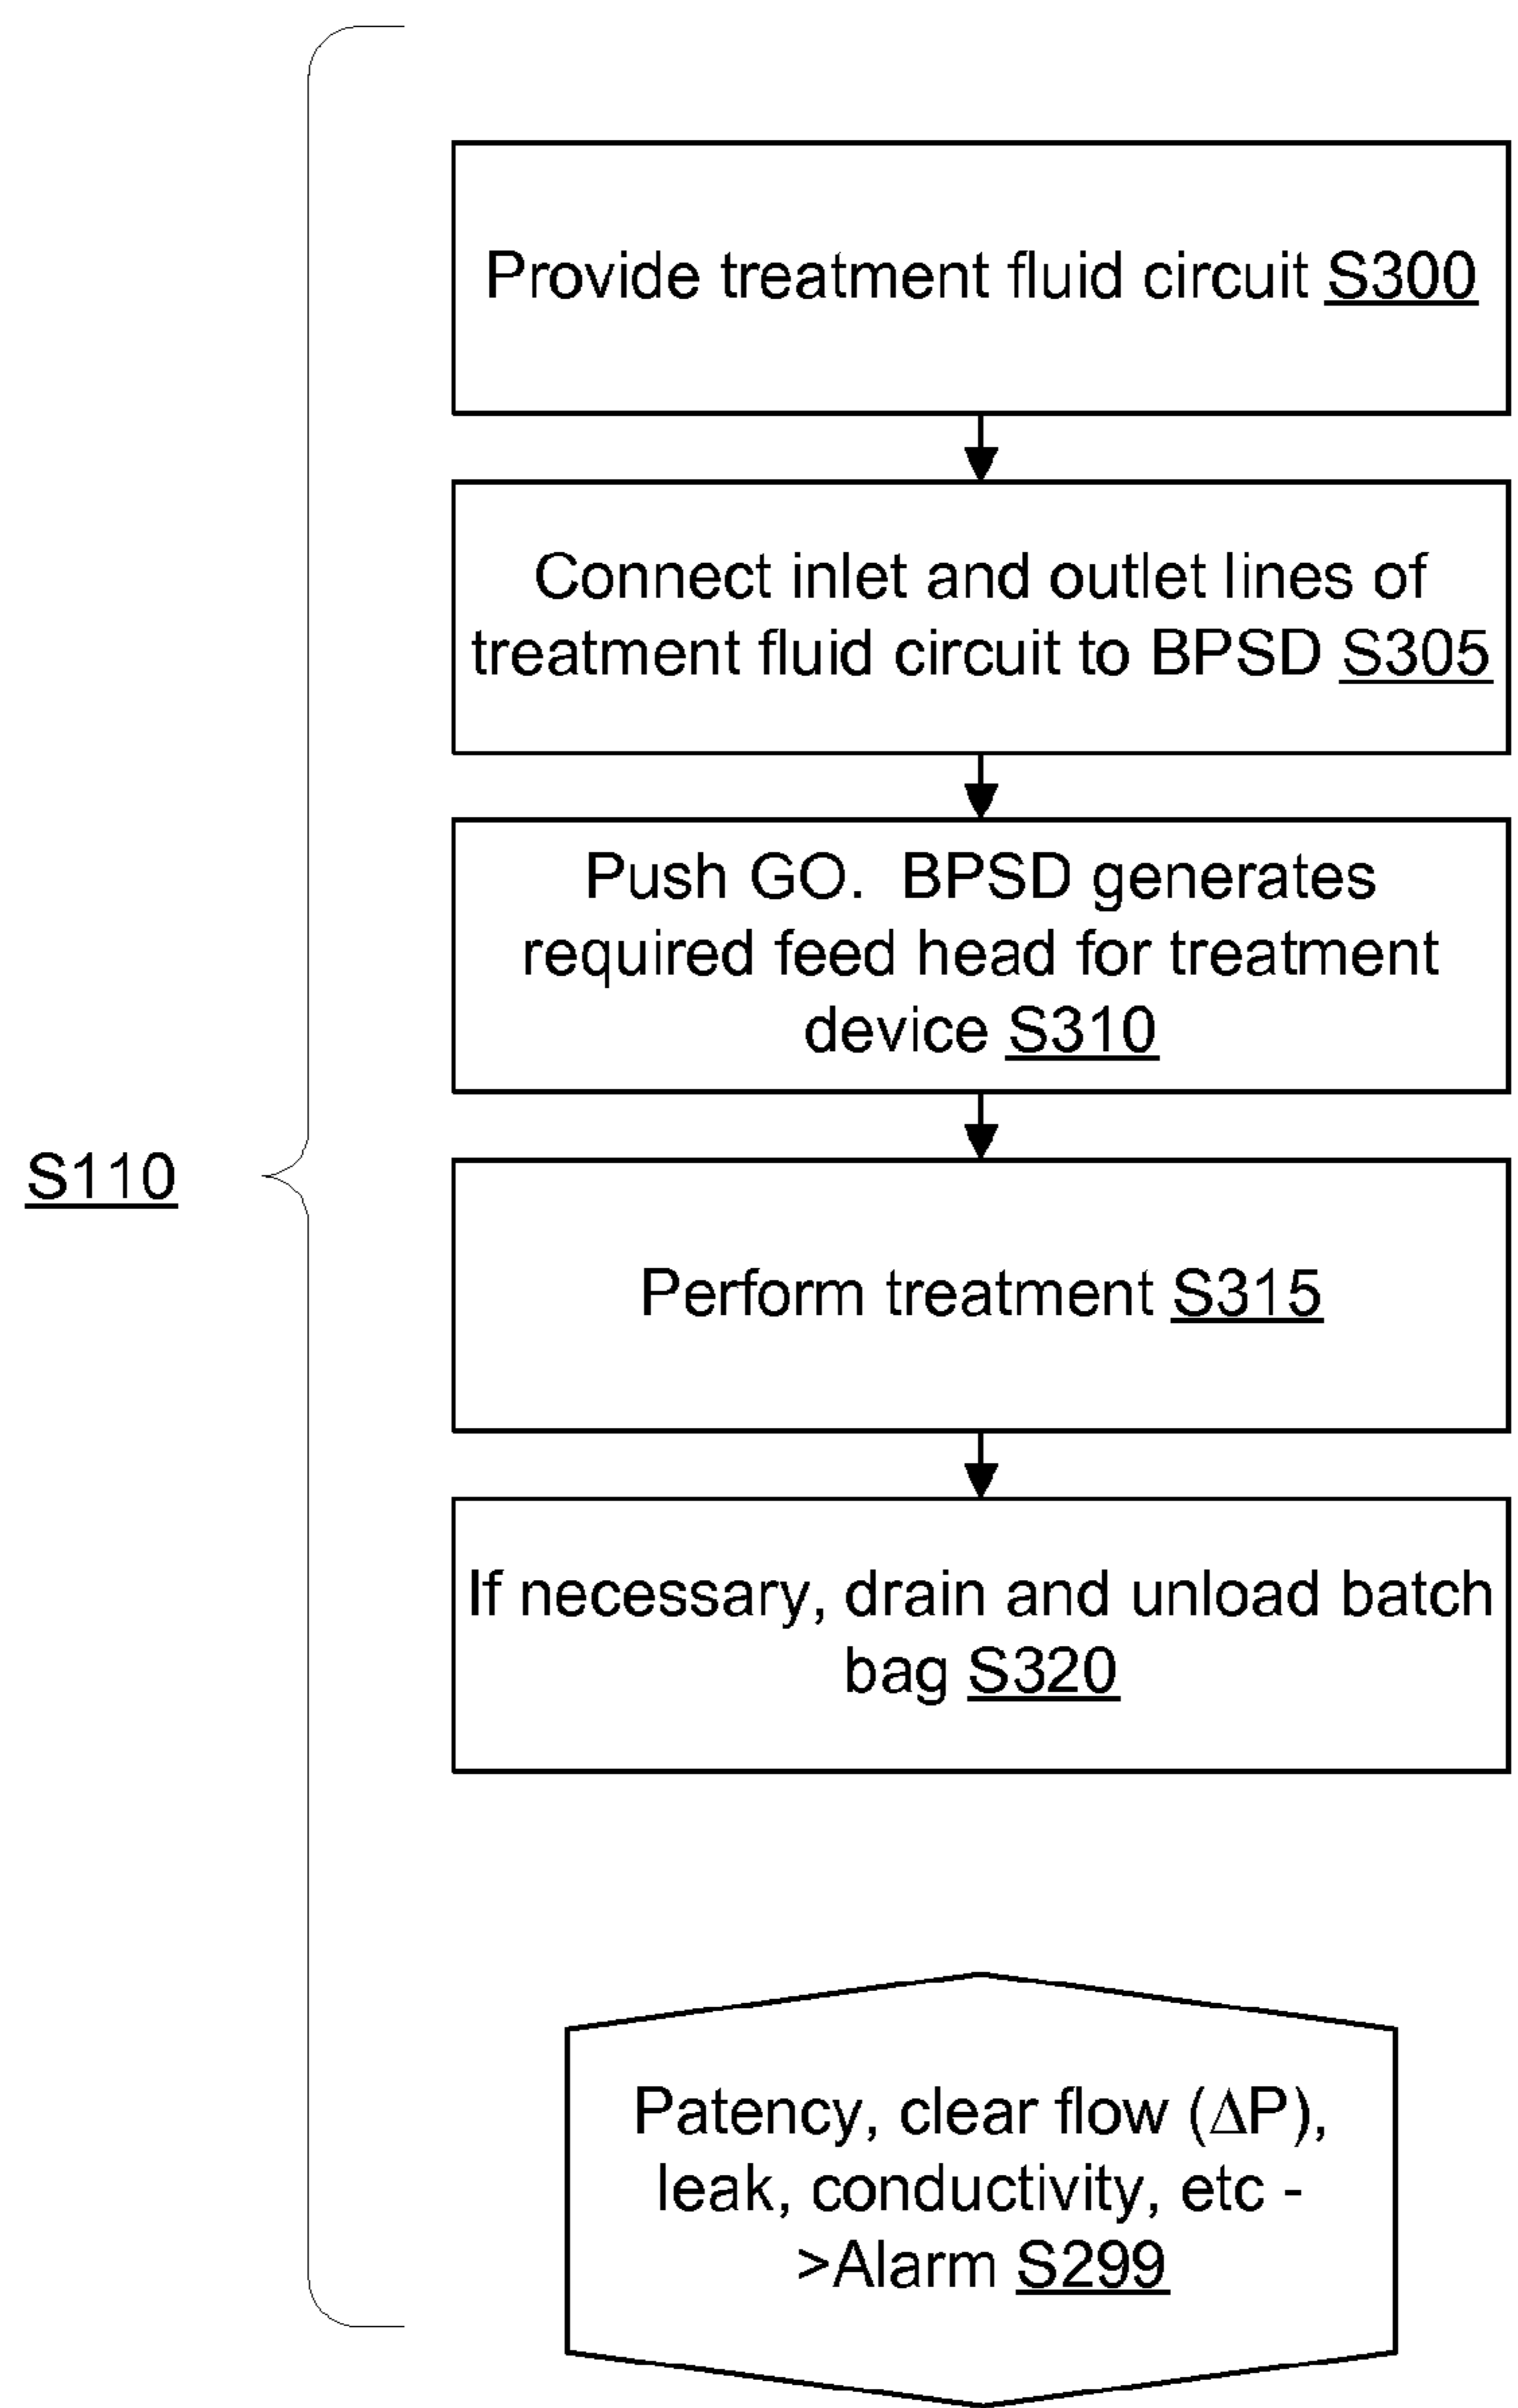 Provide treatment fluid circuit S300
Connect inlet and outlet lines of
treatment fluid circuit to BPSD S305
Push GO. BPSD generates
required feed head for treatment
device S310
S110
Perform treatment S315
If necessary, drain and unload batch
bag S320
Patency, clear flow (ΔP),
leak, conductivity, etc -
>Alarm S299